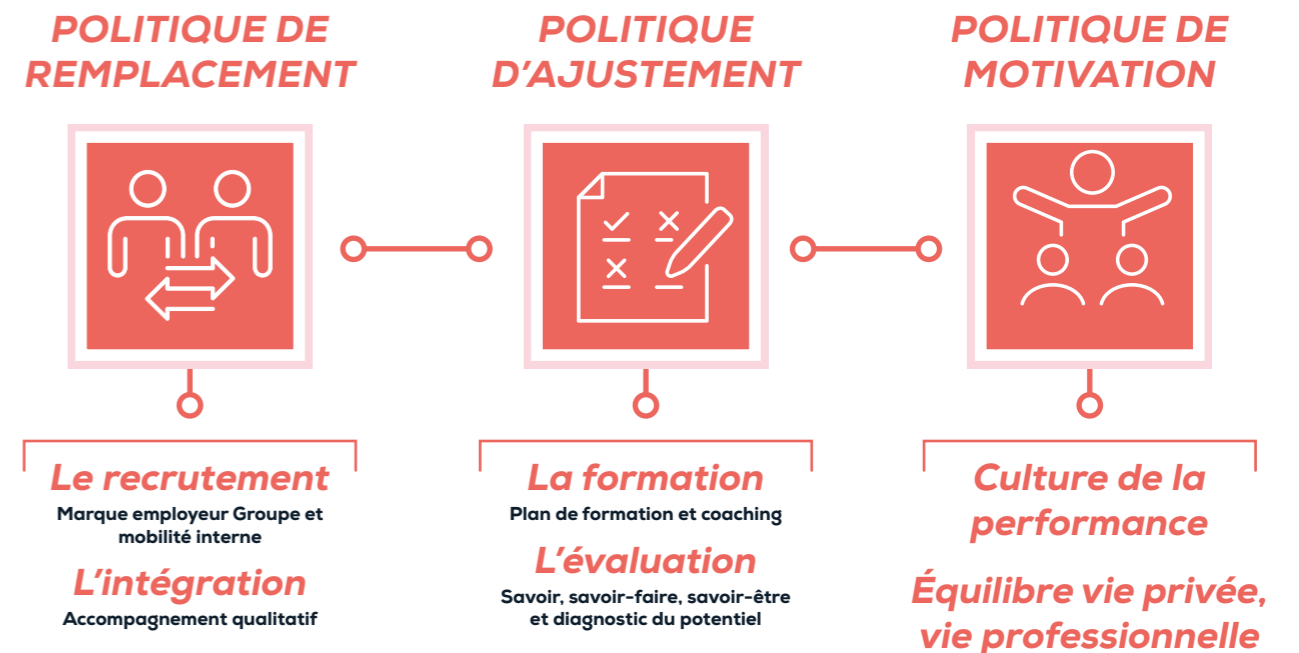 POLITIQUE DE
REMPLACEMENT
Le recrutement
Marque employeur Groupe et
mobilité interne
L'intégration
Accompagnement qualitatif
POLITIQUE
D'AJUSTEMENT
La formation
Plan de formation et coaching
L'évaluation
Savoir, savoir-faire, savoir-être
et diagnostic du potentiel
POLITIQUE DE
MOTIVATION
Culture de la
performance
Équilibre vie privée,
vie professionnelle